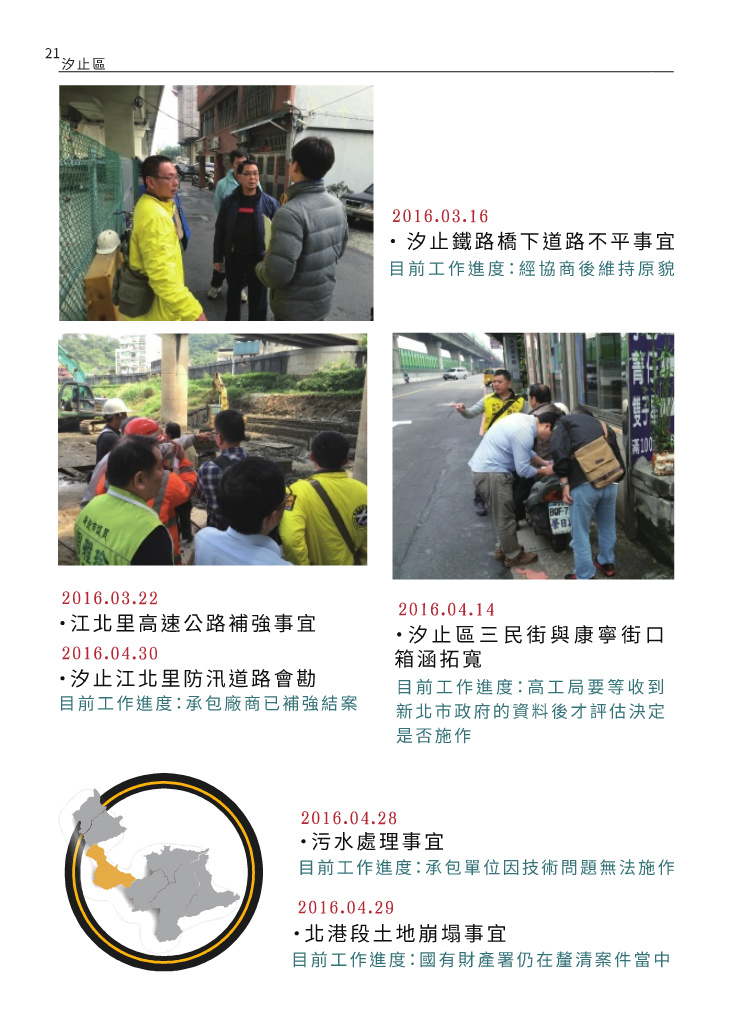 21
汐止區
2016.03.16
・汐止鐵路橋下道路不平事宜
目前工作進度：經協商後維持原貌
2016.03.22
・江北里高速公路補強事宜
2016.04.30
・汐止江北里防汛道路會勘
目前工作進度：承包廠商已補強結案
2016.04.14
・汐止區三民街與康寧街口
箱涵拓寬
目前工作進度：高工局要等收到
新北市政府的資料後才評估決定
是否施作
2016.04.28
・污水處理事宜
目前工作進度：承包單位因技術問題無法施作
2016.04.29
・北港段土地崩塌事宜
目前工作進度：國有財產署仍在釐清案件當中